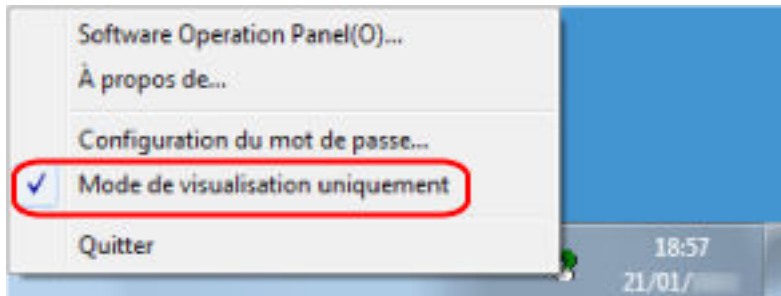 Software Operation Panel(O)...
À propos de...
Configuration du mot de passe...
Mode de visualisation uniquement
Quitter
18:57
21/01/